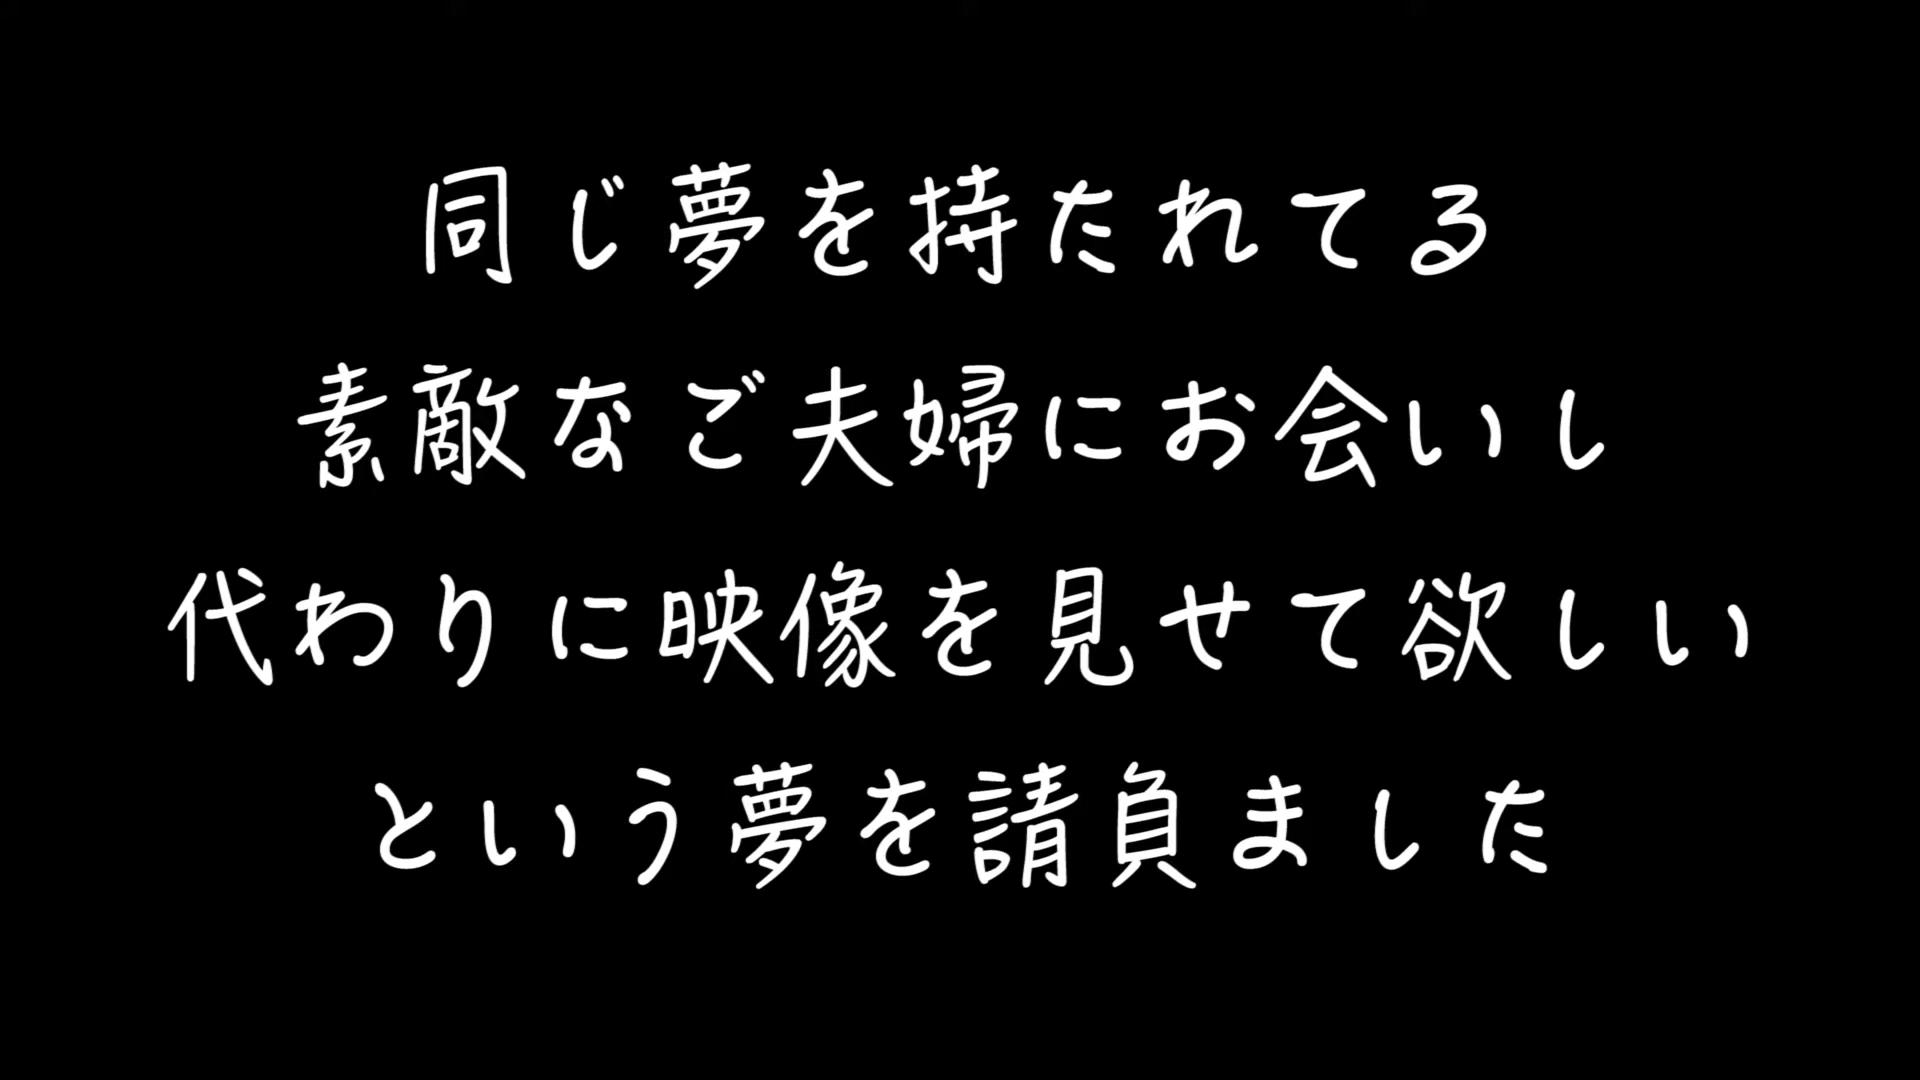 同じ夢を持たれてる
素敵なご夫婦にお会いし
代わりに映像を見せて欲しい
という夢を請負ました